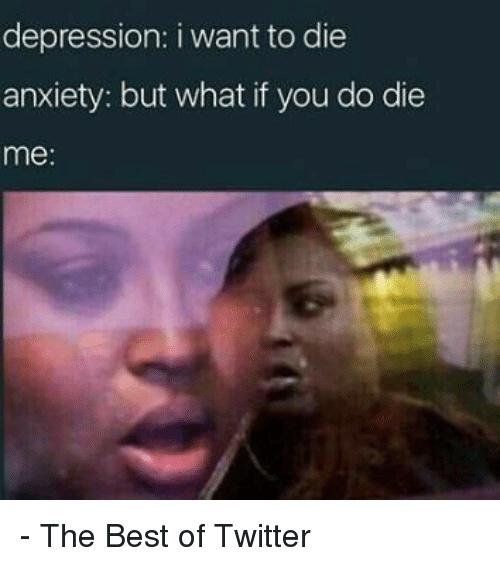 depression: i want to die
anxiety: but what if you do die
me:
- The Best of Twitter